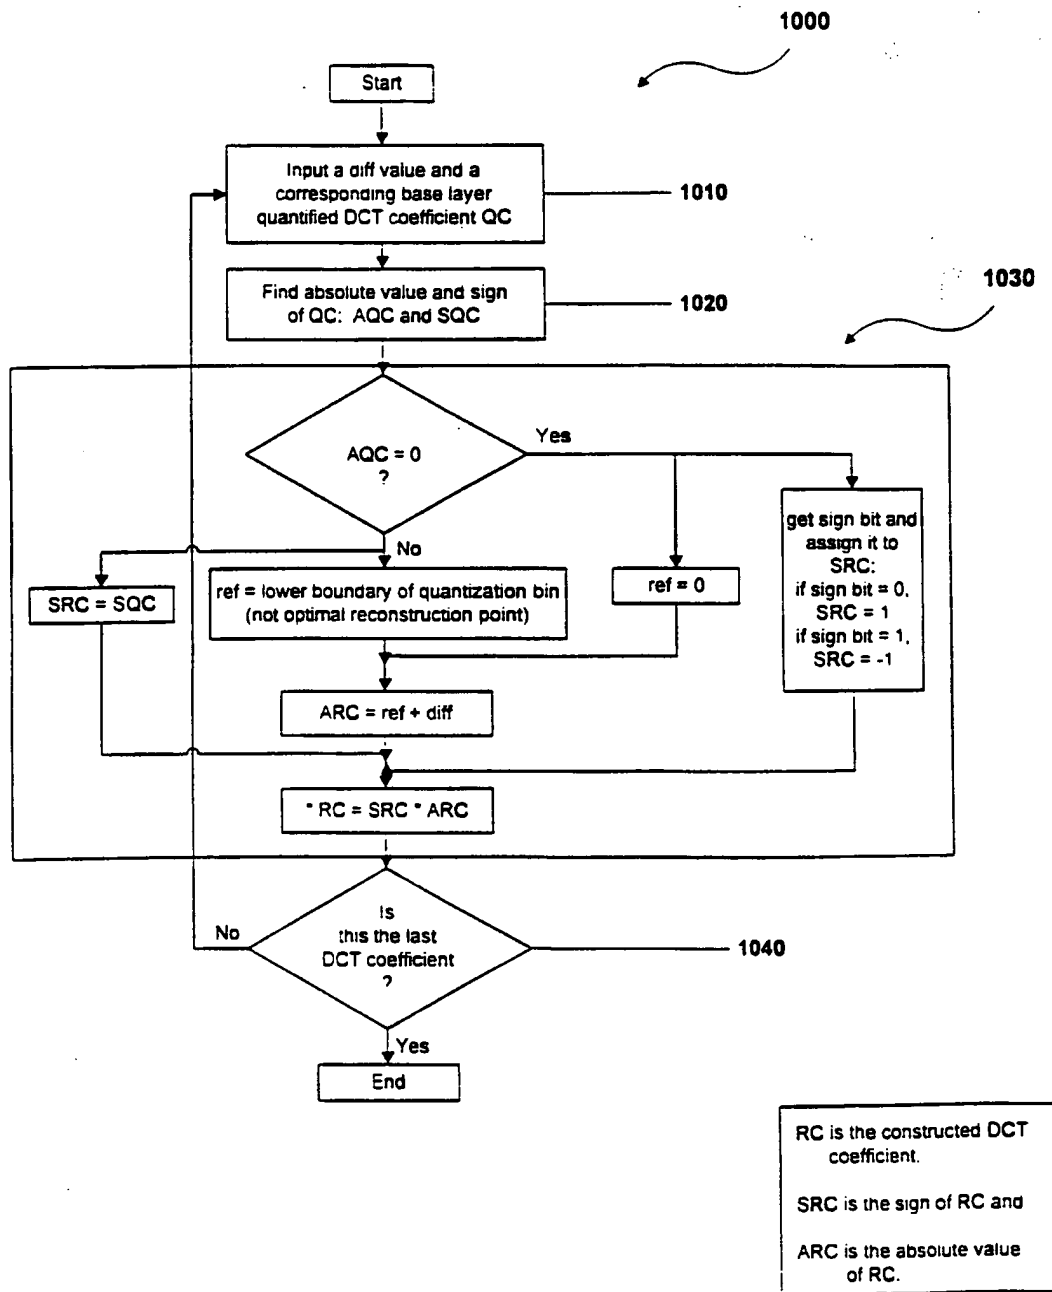 1000
Start
Input a diff value and a
corresponding base layer
quantified DCT coefficient QC
1010
Find absolute value and sign
of QC: AQC and SQC
1020
1030
AQC = 0
?
Yes
No
SRC = SQC
ref = lower boundary of quantization bin
(not optimal reconstruction point)
ref = 0
get sign bit and
assign it to
SRC:
if sign bit = 0,
SRC = 1
if sign bit = 1,
SRC = -1
ARC = ref + diff
* RC = SRC * ARC
Is
this the last
DCT coefficient
?
No
1040
Yes
End
RC is the constructed DCT
coefficient.
SRC is the sign of RC and
ARC is the absolute value
of RC.